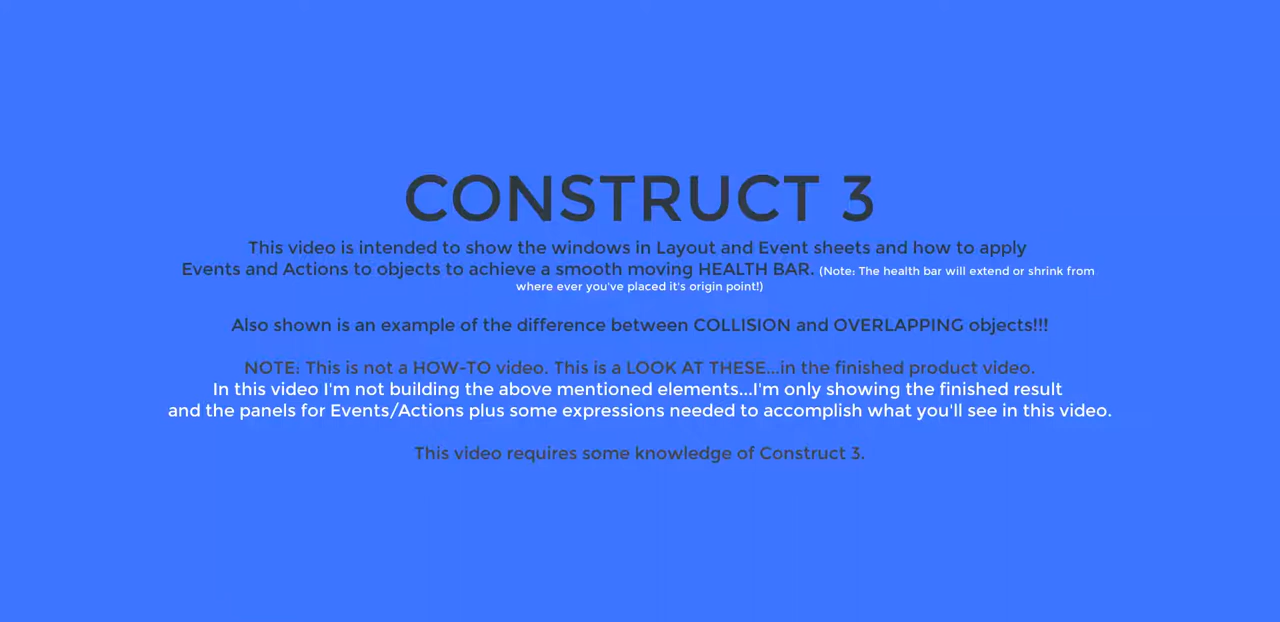 CONSTRUCT 3
This video is intended to show the windows in Layout and Event sheets and how to apply
Events and Actions to objects to achieve a smooth moving HEALTH BAR. (Note: The health bar will extend or shrink from
where ever you've placed it's origin point!)
Also shown is an example of the difference between COLLISION and OVERLAPPING objects!!!
NOTE: This is not a HOW-TO video. This is a LOOK AT THESE...in the finished product video.
In this video I'm not building the above mentioned elements...I'm only showing the finished result
and the panels for Events/Actions plus some expressions needed to accomplish what you'll see in this video.
This video requires some knowledge of Construct 3.